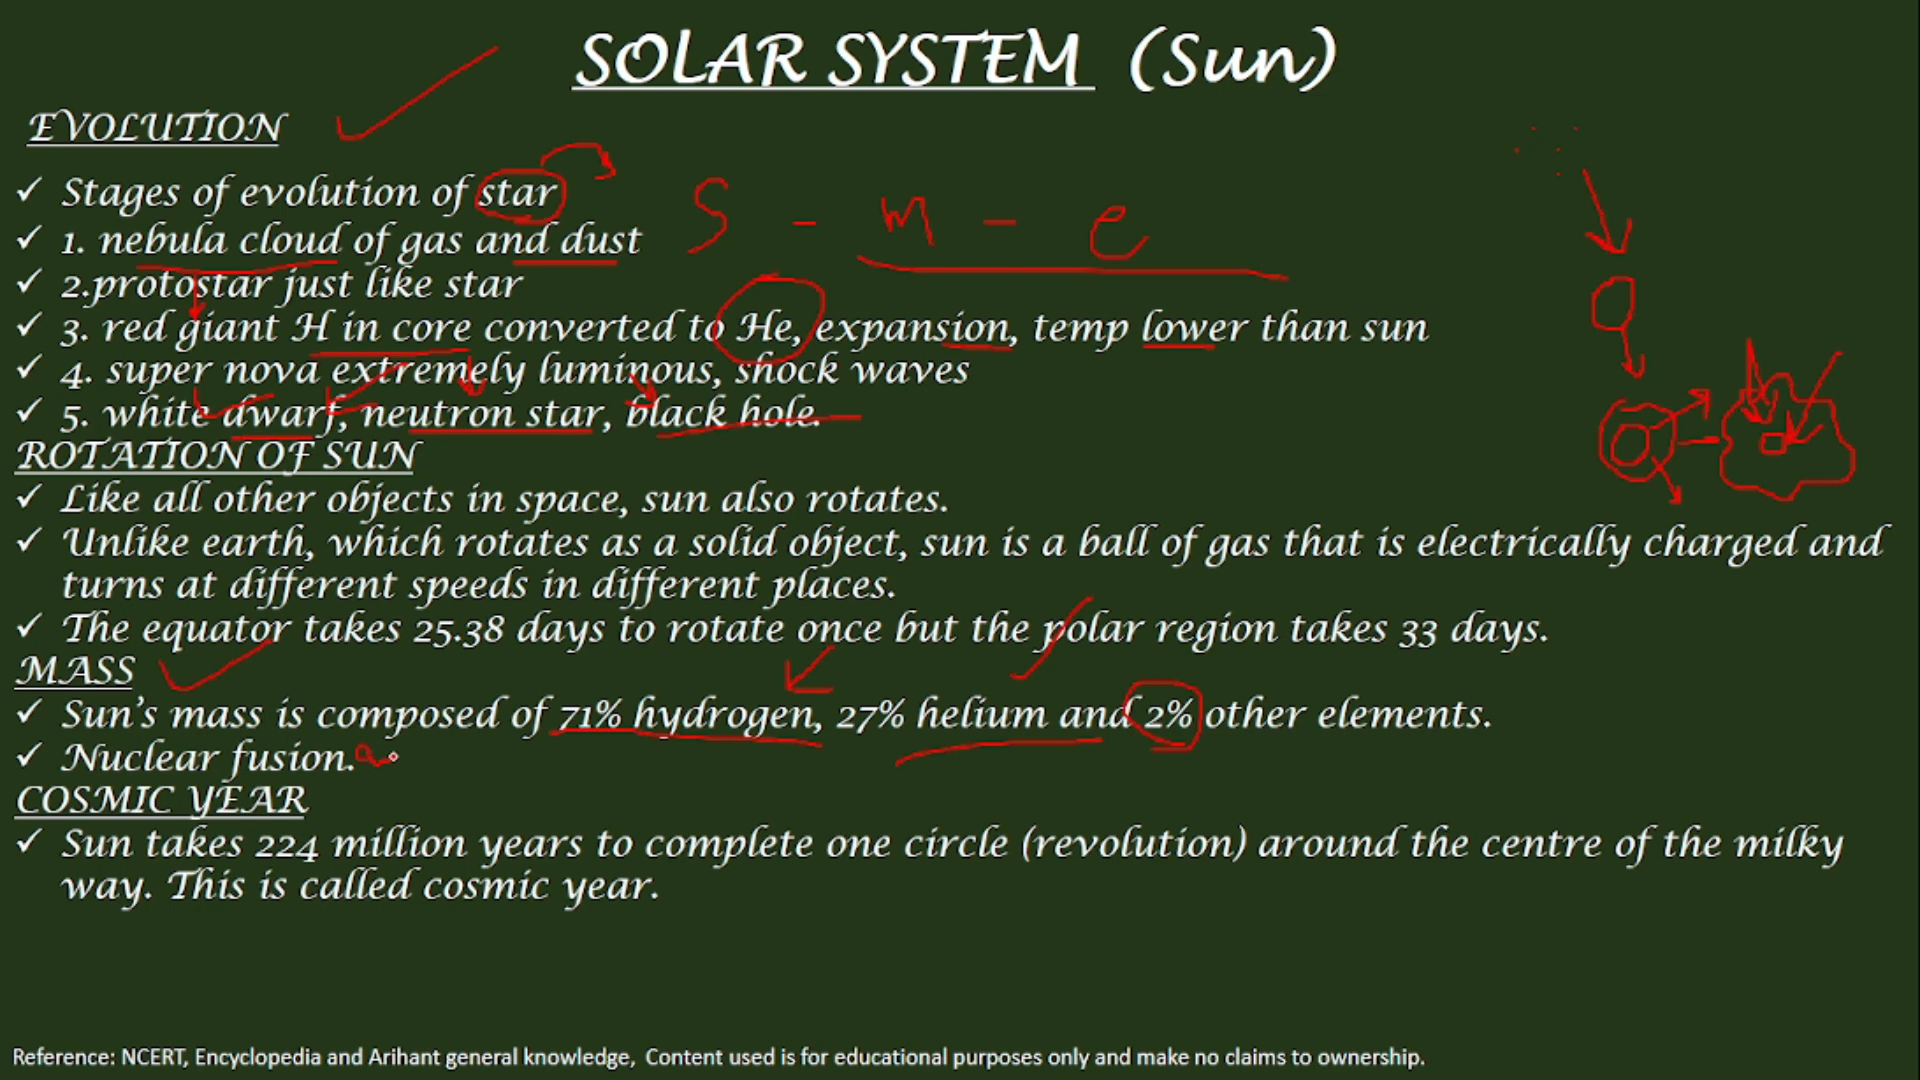 SOLAR SYSTEM (Sun)
EVOLUTION
✓ Stages of evolution of star
S - m - e
✓ 1. nebula cloud of gas and dust
✓ 2.protostar just like star
✓ 3. red giant H in core converted to He, expansion, temp lower than sun
✓ 4. super nova extremely luminous, shock waves
✓ 5. white dwarf, neutron star, black hole.
ROTATION OF SUN
✓ Like all other objects in space, sun also rotates.
✓ Unlike earth, which rotates as a solid object, sun is a ball of gas that is electrically charged and
turns at different speeds in different places.
✓ The equator takes 25.38 days to rotate once but the polar region takes 33 days.
MASS
✓ Sun's mass is composed of 71% hydrogen, 27% helium and 2% other elements.
✓ Nuclear fusion.
COSMIC YEAR
✓ Sun takes 224 million years to complete one circle (revolution) around the centre of the milky
way. This is called cosmic year.
Reference: NCERT, Encyclopedia and Arihant general knowledge, Content used is for educational purposes only and make no claims to ownership.